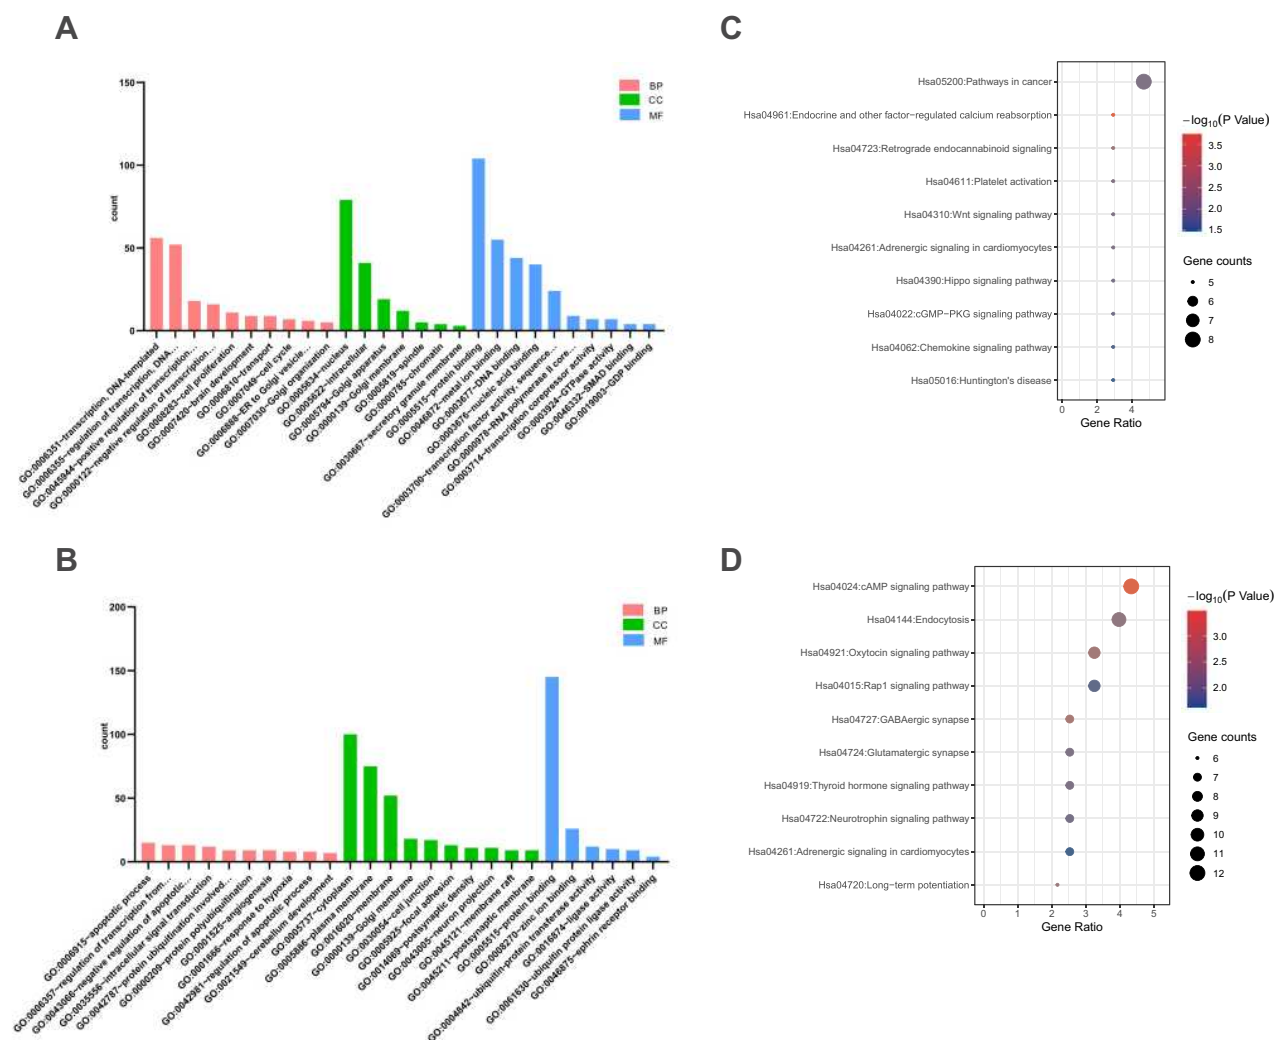 A
150
100
50
0
count
BP
CC
MF
GO:0006351~transcription, DNA-templated
GO:0006355~regulation of transcription, DNA...
GO:0045944~positive regulation of transcription...
GO:0000122~negative regulation of transcription...
GO:0008283~cell proliferation
GO:0007420~brain development
GO:0006810~transport
GO:0007049~cell cycle
GO:0006888~ER to Golgi vesicle...
GO:0007030~Golgi organization
GO:0005634~nucleus
GO:0005622~intracellular
GO:0005794~Golgi apparatus
GO:0000139~Golgi membrane
GO:0005819~spindle
GO:0000785~chromatin
GO:0030667~secretory granule membrane
GO:0005515~protein binding
GO:0046872~metal ion binding
GO:0003677~DNA binding
GO:0003676~nucleic acid binding
GO:0003700~transcription factor activity, sequence...
GO:0000978~RNA polymerase II core...
GO:0003714~transcription corepressor activity
GO:0003924~GTPase activity
GO:0046332~SMAD binding
GO:0019003~GDP binding
C
Hsa05200:Pathways in cancer
Hsa04961:Endocrine and other factor−regulated calcium reabsorption
Hsa04723:Retrograde endocannabinoid signaling
Hsa04611:Platelet activation
Hsa04310:Wnt signaling pathway
Hsa04261:Adrenergic signaling in cardiomyocytes
Hsa04390:Hippo signaling pathway
Hsa04022:cGMP−PKG signaling pathway
Hsa04062:Chemokine signaling pathway
Hsa05016:Huntington's disease
0 2 4
Gene Ratio
−log10(P Value)
3.5
3.0
2.5
2.0
1.5
Gene counts
5
6
7
8
B
200
150
100
50
0
count
BP
CC
MF
GO:0006915~apoptotic process
GO:0006357~regulation of transcription from...
GO:0043066~negative regulation of apoptotic...
GO:0035556~intracellular signal transduction
GO:0042787~protein ubiquitination involved...
GO:0000209~protein polyubiquitination
GO:0001525~angiogenesis
GO:0001666~response to hypoxia
GO:0042981~regulation of apoptotic process
GO:0021549~cerebellum development
GO:0005737~cytoplasm
GO:0005886~plasma membrane
GO:0016020~membrane
GO:0000139~Golgi membrane
GO:0030054~cell junction
GO:0005925~focal adhesion
GO:0014069~postsynaptic density
GO:0043005~neuron projection
GO:0045121~membrane raft
GO:0045211~postsynaptic membrane
GO:0005515~protein binding
GO:0008270~zinc ion binding
GO:0004842~ubiquitin-protein transferase activity
GO:0016874~ligase activity
GO:0061630~ubiquitin protein ligase activity
GO:0046875~ephrin receptor binding
D
Hsa04024:cAMP signaling pathway
Hsa04144:Endocytosis
Hsa04921:Oxytocin signaling pathway
Hsa04015:Rap1 signaling pathway
Hsa04727:GABAergic synapse
Hsa04724:Glutamatergic synapse
Hsa04919:Thyroid hormone signaling pathway
Hsa04722:Neurotrophin signaling pathway
Hsa04261:Adrenergic signaling in cardiomyocytes
Hsa04720:Long−term potentiation
0 1 2 3 4 5
Gene Ratio
−log10(P Value)
3.0
2.5
2.0
Gene counts
6
7
8
9
10
11
12